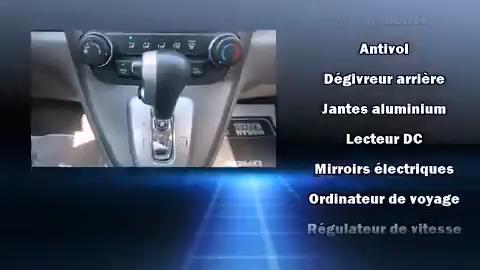 Antivol
Dégivreur arrière
Jantes aluminium
Lecteur DC
Mirroirs électriques
Ordinateur de voyage
Régulateur de vitesse